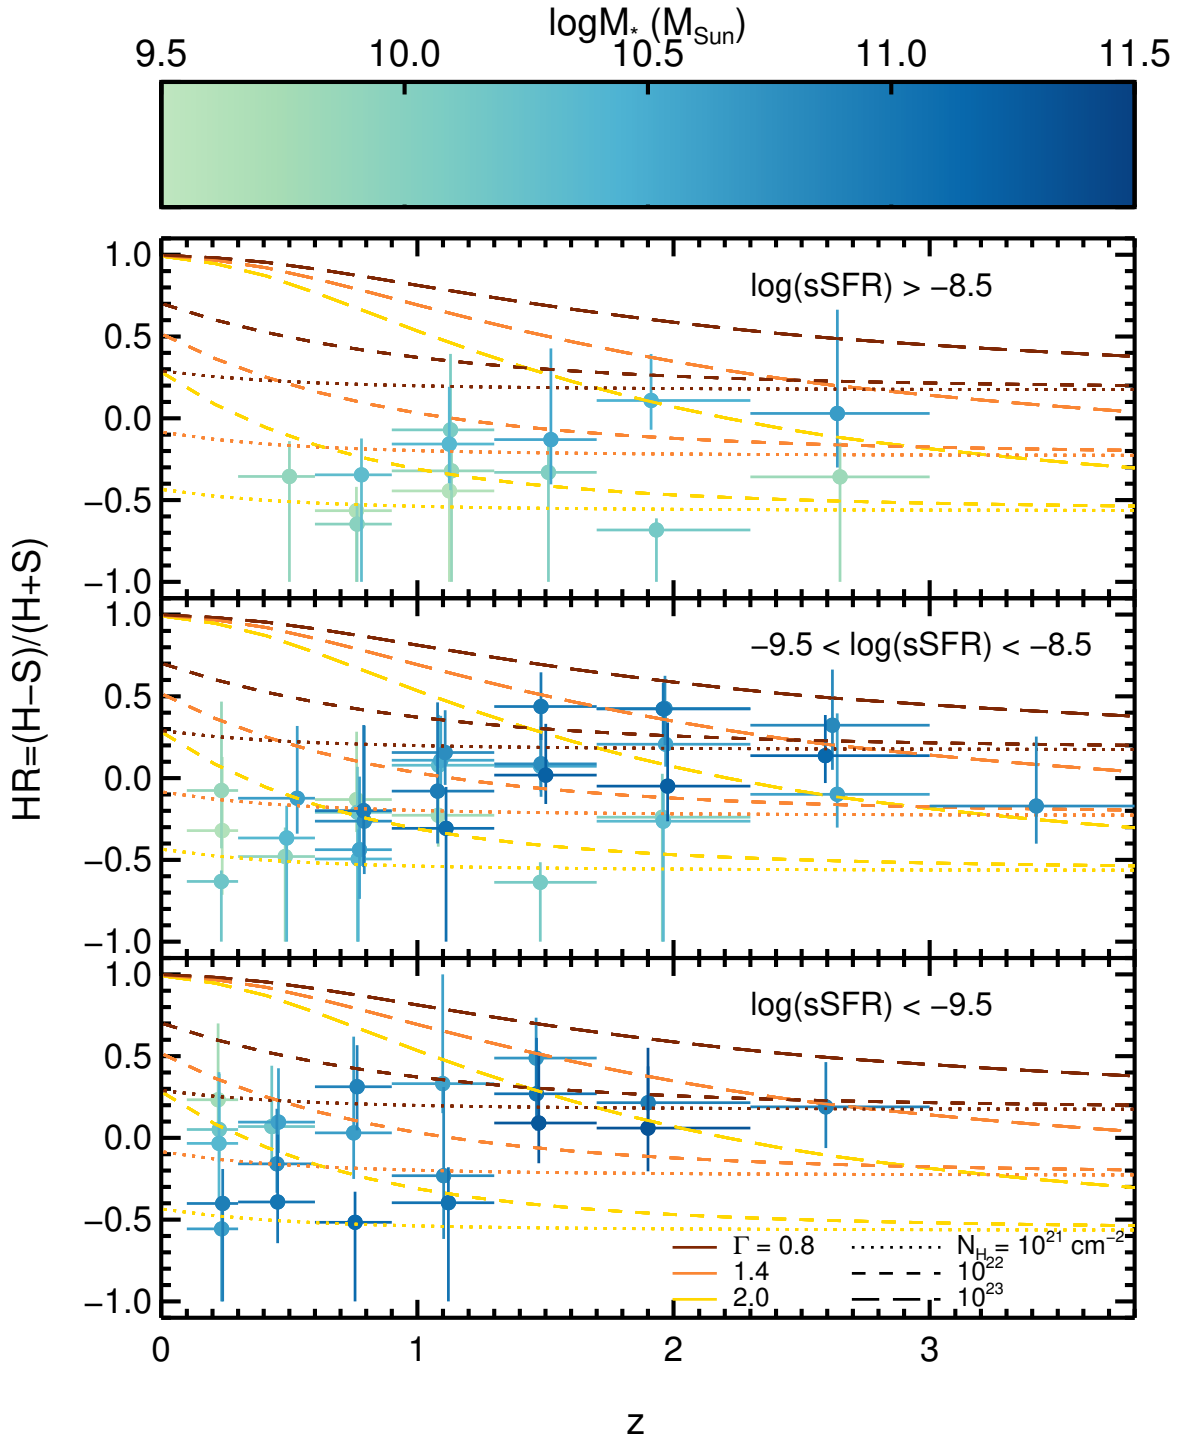 logM* (MSun)
9.5 10.0 10.5 11.0 11.5
HR=(H−S)/(H+S)
1.0
log(sSFR) > −8.5
0.5
0.0
−0.5
−1.0
1.0
−9.5 < log(sSFR) < −8.5
0.5
0.0
−0.5
−1.0
1.0
log(sSFR) < −9.5
0.5
0.0
−0.5
Γ = 0.8 NH = 10^21 cm^−2
1.4 10^22
2.0 10^23
−1.0
0 1 2 3
z